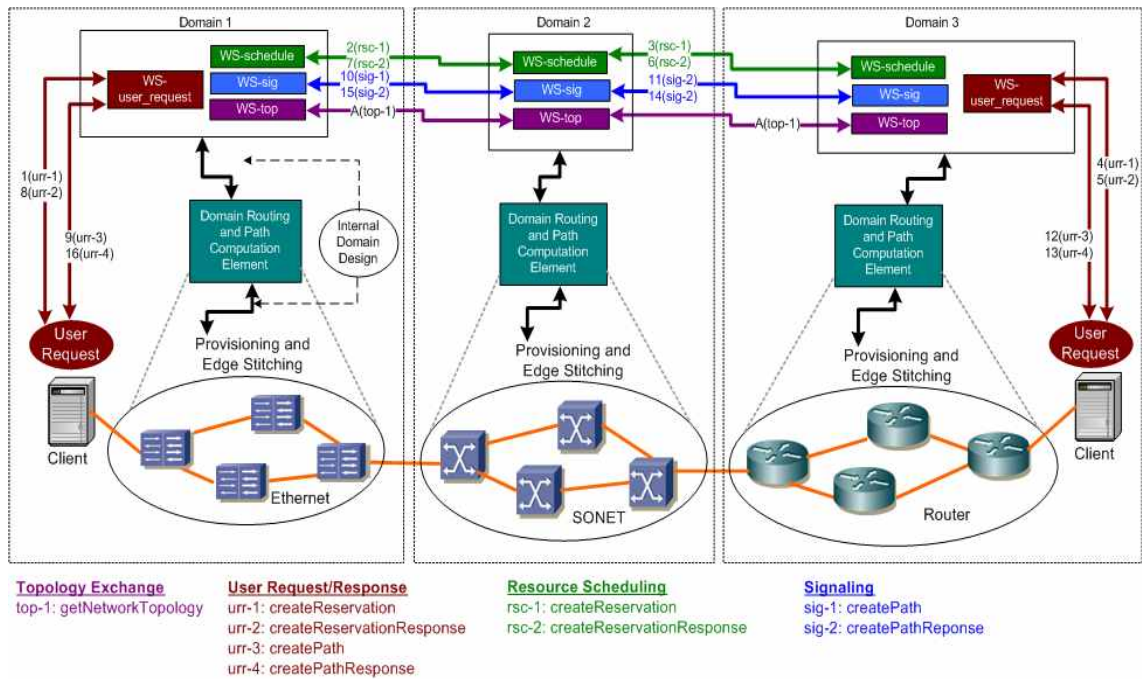 Domain 1
Domain 2
Domain 3
WS-schedule
WS-sig
WS-top
WS-
user_request
2(rsc-1)
7(rsc-2)
10(sig-1)
15(sig-2)
A(top-1)
WS-schedule
WS-sig
WS-top
3(rsc-1)
6(rsc-2)
11(sig-2)
14(sig-2)
A(top-1)
WS-schedule
WS-sig
WS-top
WS-
user_request
1(urr-1)
8(urr-2)
9(urr-3)
16(urr-4)
4(urr-1)
5(urr-2)
12(urr-3)
13(urr-4)
Domain Routing
and Path
Computation
Element
Internal
Domain
Design
Domain Routing
and Path
Computation
Element
Domain Routing
and Path
Computation
Element
User
Request
Provisioning and
Edge Stitching
Provisioning and
Edge Stitching
Provisioning and
Edge Stitching
User
Request
Client
Ethernet
SONET
Router
Client
Topology Exchange
top-1: getNetworkTopology
User Request/Response
urr-1: createReservation
urr-2: createReservationResponse
urr-3: createPath
urr-4: createPathResponse
Resource Scheduling
rsc-1: createReservation
rsc-2: createReservationResponse
Signaling
sig-1: createPath
sig-2: createPathReponse